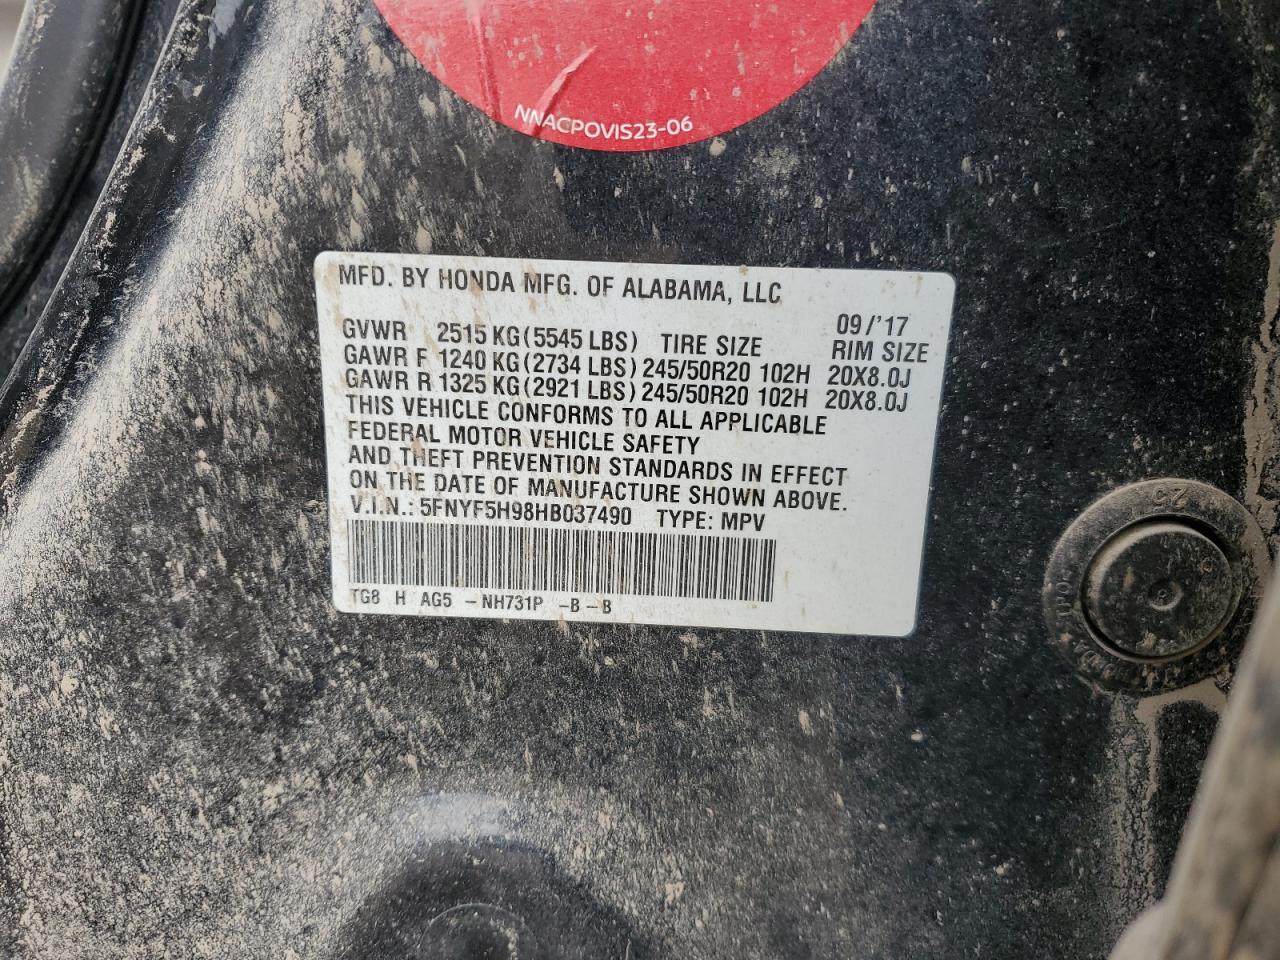 NNACPOVIS23-06
MFD. BY HONDA MFG. OF ALABAMA, LLC
09/'17
GVWR 2515 KG(5545 LBS) TIRE SIZE RIM SIZE
GAWR F 1240 KG(2734 LBS) 245/50R20 102H 20X8.0J
GAWR R 1325 KG(2921 LBS) 245/50R20 102H 20X8.0J
THIS VEHICLE CONFORMS TO ALL APPLICABLE
FEDERAL MOTOR VEHICLE SAFETY
AND THEFT PREVENTION STANDARDS IN EFFECT
ON THE DATE OF MANUFACTURE SHOWN ABOVE.
V.I.N.: 5FNYF5H98HB037490 TYPE: MPV
TG8 H AG5 -NH731P -B-B